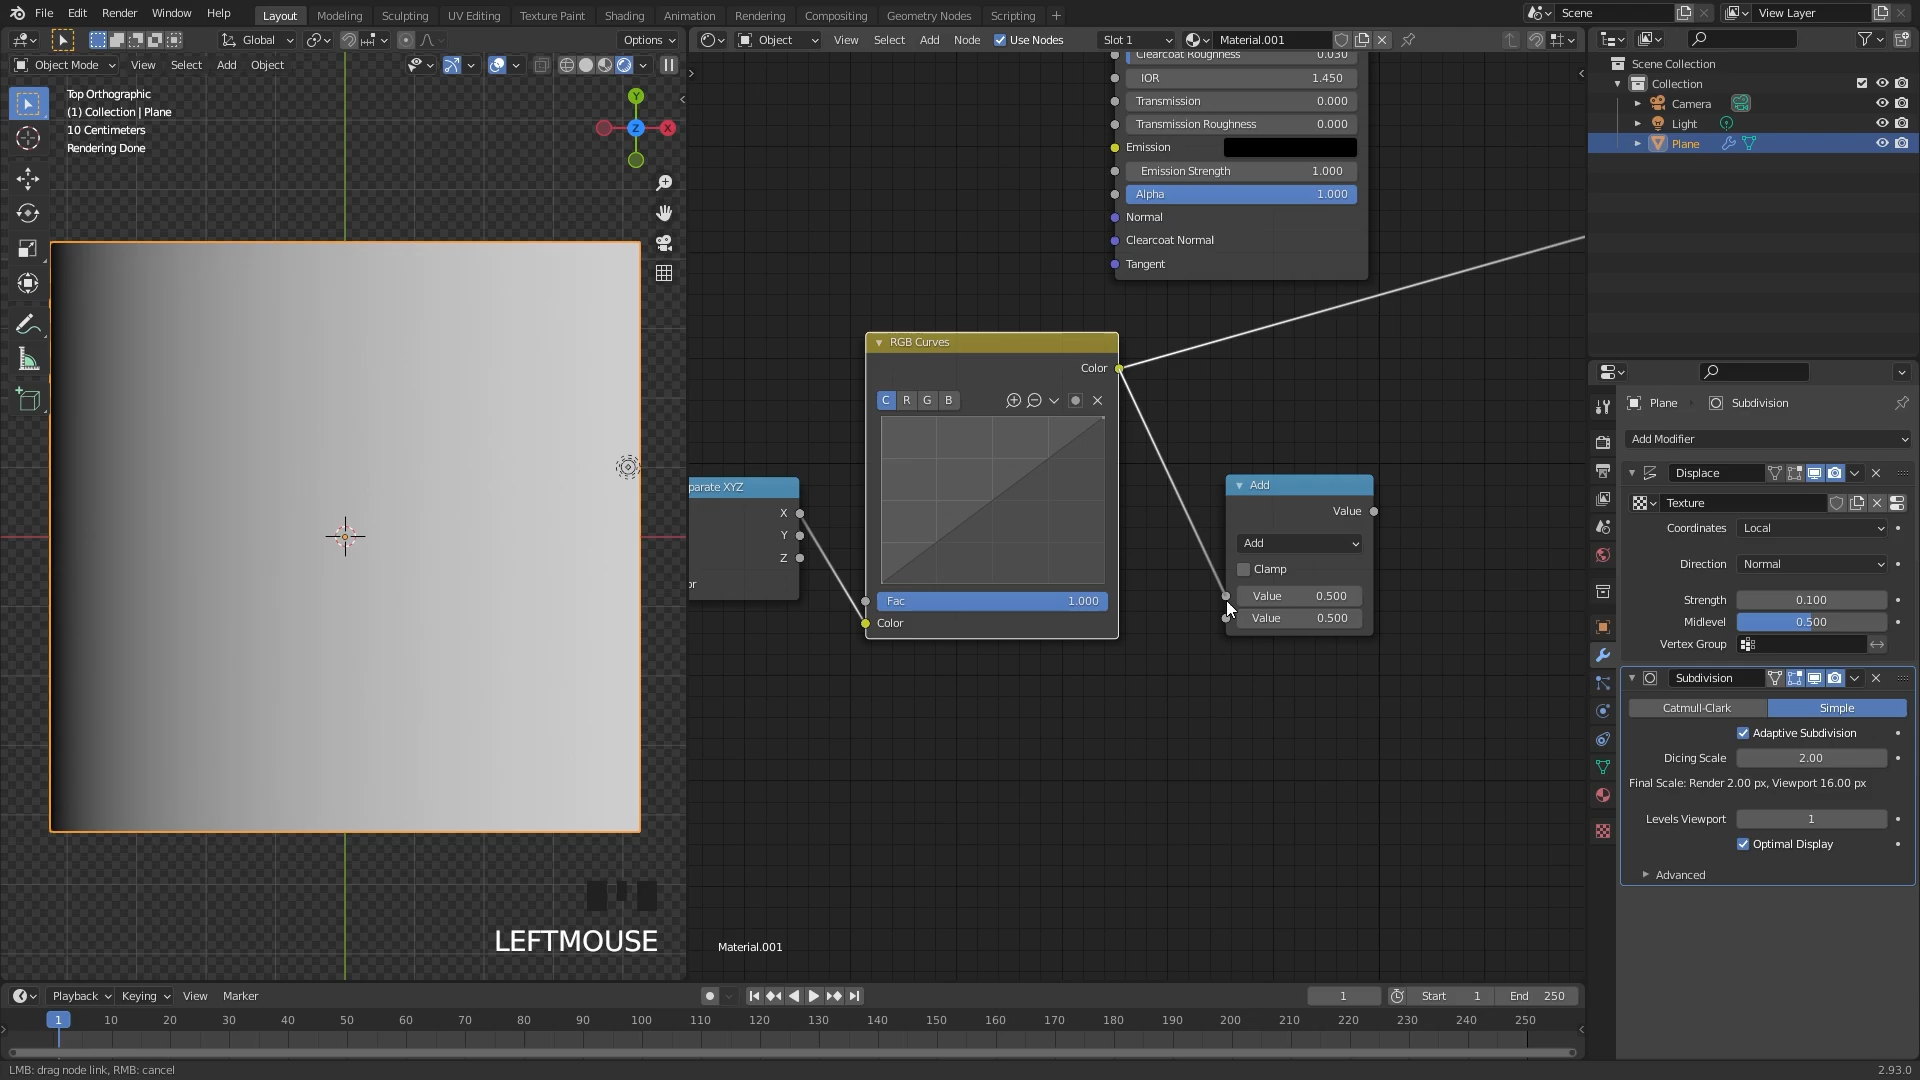 File Edit Render Window Help Layout Modeling Sculpting UV Editing Texture Paint Shading Animation Rendering Compositing Geometry Nodes Scripting + Scene View Layer
Global Options Object View Select Add Node Use Nodes Slot 1 Material.001
Object Mode View Select Add Object
Top Orthographic
(1) Collection | Plane
10 Centimeters
Rendering Done
Y
Z
X
Clearcoat Roughness 0.030
IOR 1.450
Transmission 0.000
Transmission Roughness 0.000
Emission
Emission Strength 1.000
Alpha 1.000
Normal
Clearcoat Normal
Tangent
RGB Curves
Color
C R G B
Fac 1.000
Color
parate XYZ
X
Y
Z
or
Add
Value
Add
Clamp
Value 0.500
Value 0.500
LEFTMOUSE
Material.001
Scene Collection
Collection
Camera
Light
Plane
Plane Subdivision
Add Modifier
Displace
Texture
Coordinates Local
Direction Normal
Strength 0.100
Midlevel 0.500
Vertex Group
Subdivision
Catmull-Clark Simple
Adaptive Subdivision
Dicing Scale 2.00
Final Scale: Render 2.00 px, Viewport 16.00 px
Levels Viewport 1
Optimal Display
Advanced
Playback Keying View Marker 1 Start 1 End 250
1 10 20 30 40 50 60 70 80 90 100 110 120 130 140 150 160 170 180 190 200 210 220 230 240 250
LMB: drag node link, RMB: cancel 2.93.0